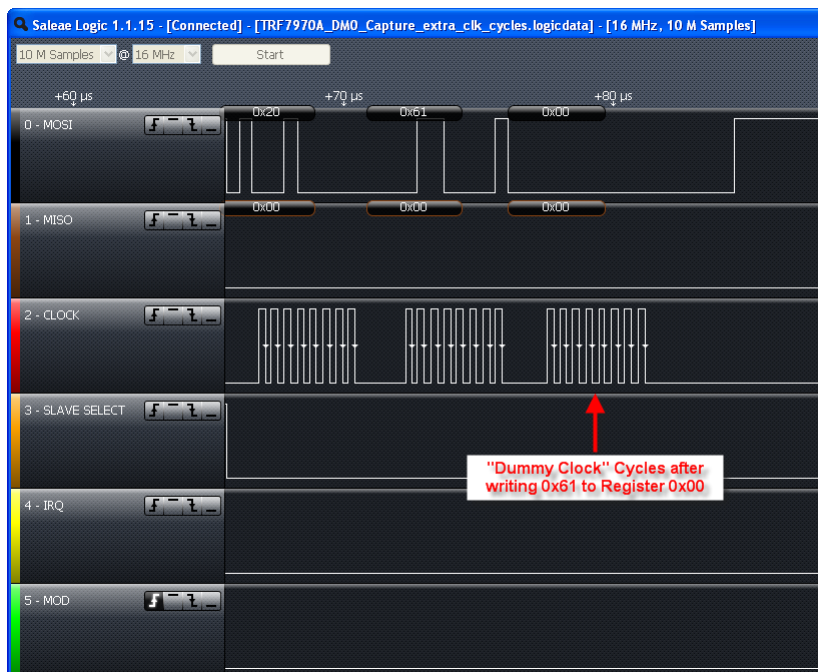 Saleae Logic 1.1.15 - [Connected] - [TRF7970A_DM0_Capture_extra_clk_cycles.logicdata] - [16 MHz, 10 M Samples]
10 M Samples @ 16 MHz Start
+60 µs +70 µs +80 µs
0x20 0x61 0x00
0 - MOSI
0x00 0x00 0x00
1 - MISO
2 - CLOCK
3 - SLAVE SELECT
"Dummy Clock" Cycles after
writing 0x61 to Register 0x00
4 - IRQ
5 - MOD